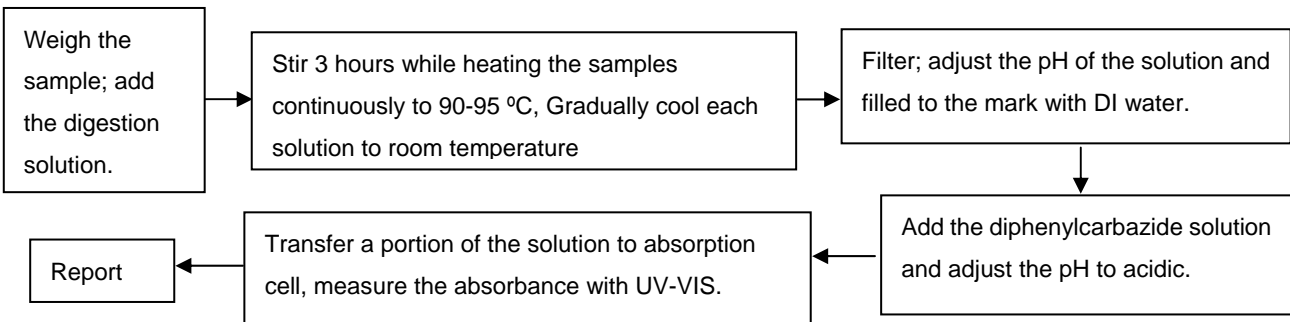 Weigh the
sample; add
the digestion
solution.
Stir 3 hours while heating the samples
continuously to 90-95 ºC, Gradually cool each
solution to room temperature
Filter; adjust the pH of the solution and
filled to the mark with DI water.
Add the diphenylcarbazide solution
and adjust the pH to acidic.
Transfer a portion of the solution to absorption
cell, measure the absorbance with UV-VIS.
Report